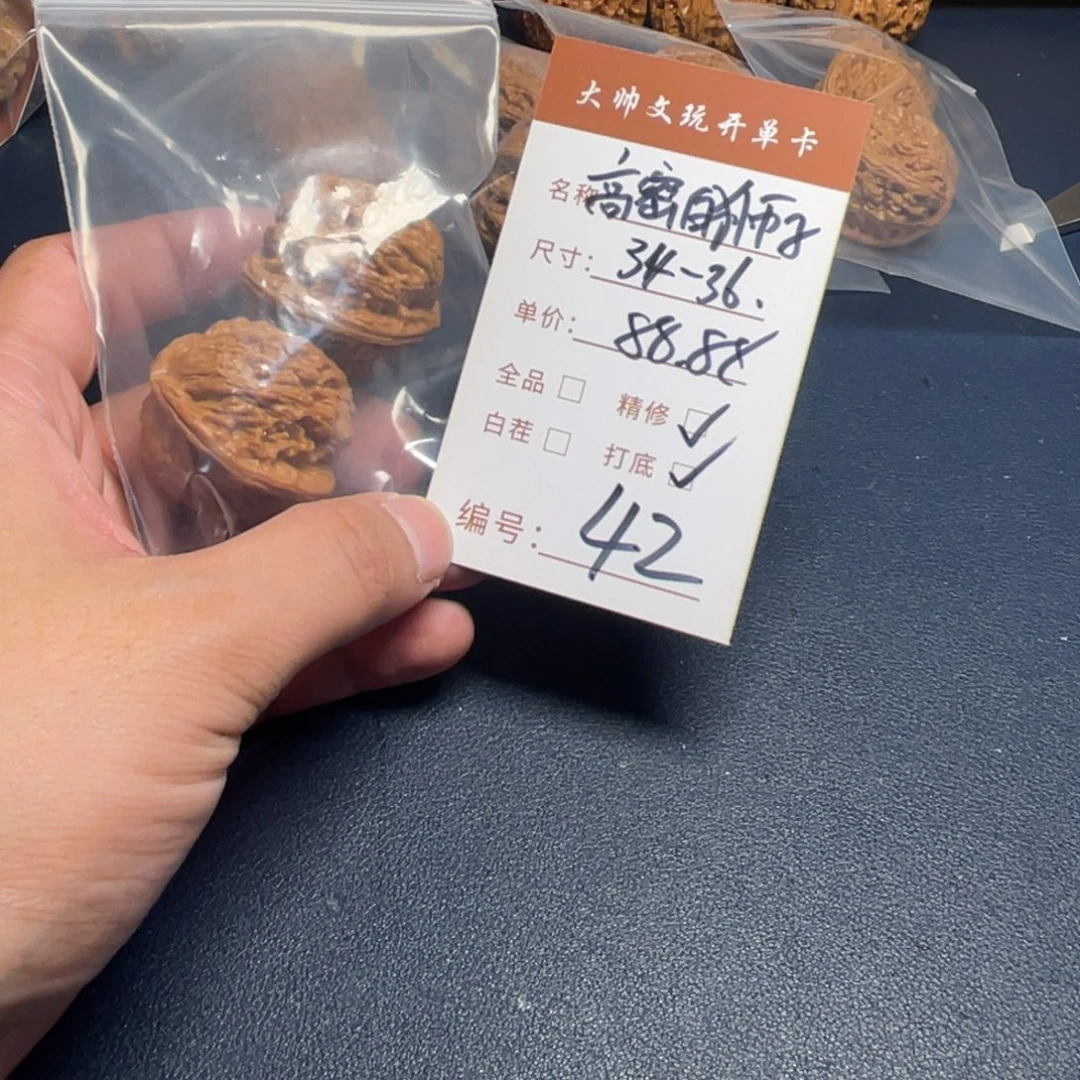 大帅文玩开单卡
名称 高密白狮子
尺寸： 34-36.
单价： 88.88
全品 □ 精修 ☑
白茬 □ 打底 ☑
编号： 42